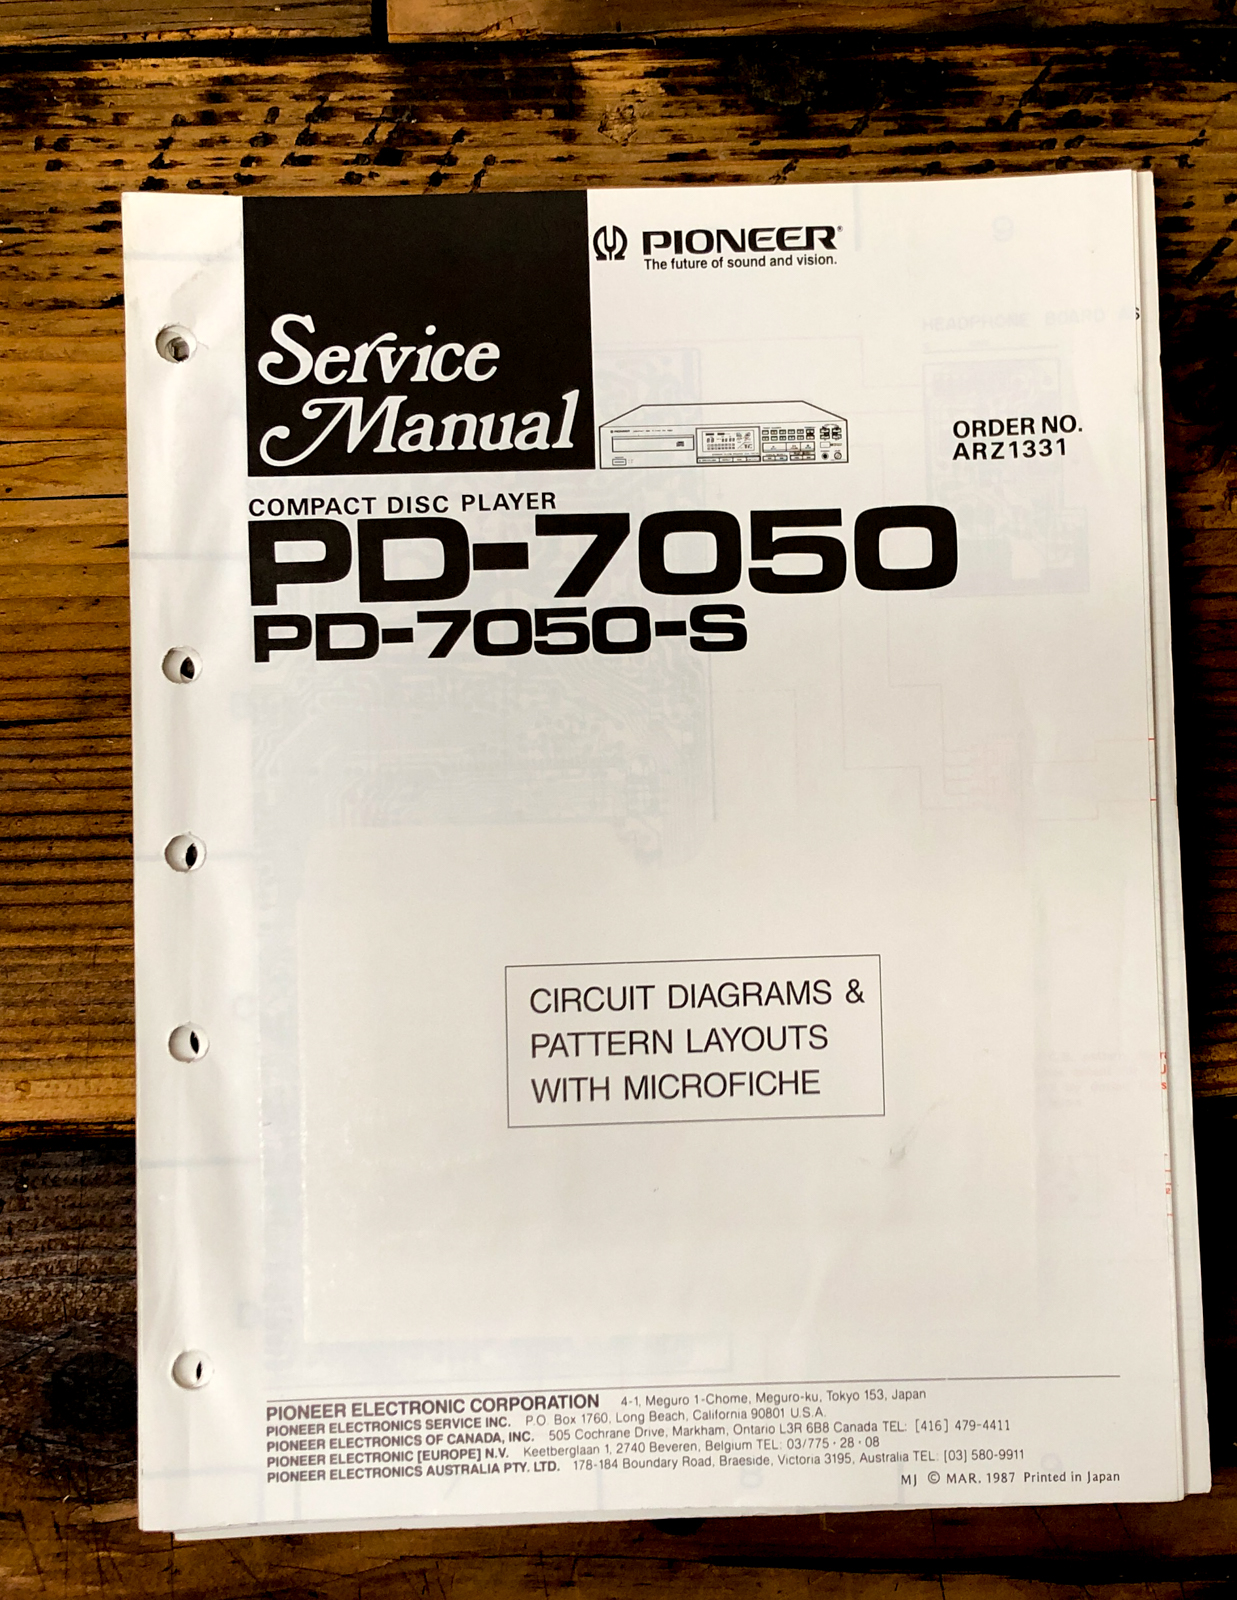 PIONEER®
The future of sound and vision.
Service
Manual
ORDER NO.
ARZ1331
COMPACT DISC PLAYER
PD-7050
PD-7050-S
HEADPHONE BOARD AS
CIRCUIT DIAGRAMS &
PATTERN LAYOUTS
WITH MICROFICHE
PIONEER ELECTRONIC CORPORATION 4-1, Meguro 1-Chome, Meguro-ku, Tokyo 153, Japan
PIONEER ELECTRONICS SERVICE INC. P.O. Box 1760, Long Beach, California 90801 U.S.A.
PIONEER ELECTRONICS OF CANADA, INC. 505 Cochrane Drive, Markham, Ontario L3R 6B8 Canada TEL: [416] 479-4411
PIONEER ELECTRONIC [EUROPE] N.V. Keetberglaan 1, 2740 Beveren, Belgium TEL: 03/775·28·08
PIONEER ELECTRONICS AUSTRALIA PTY. LTD. 178-184 Boundary Road, Braeside, Victoria 3195, Australia TEL: [03] 580-9911
MJ © MAR. 1987 Printed in Japan